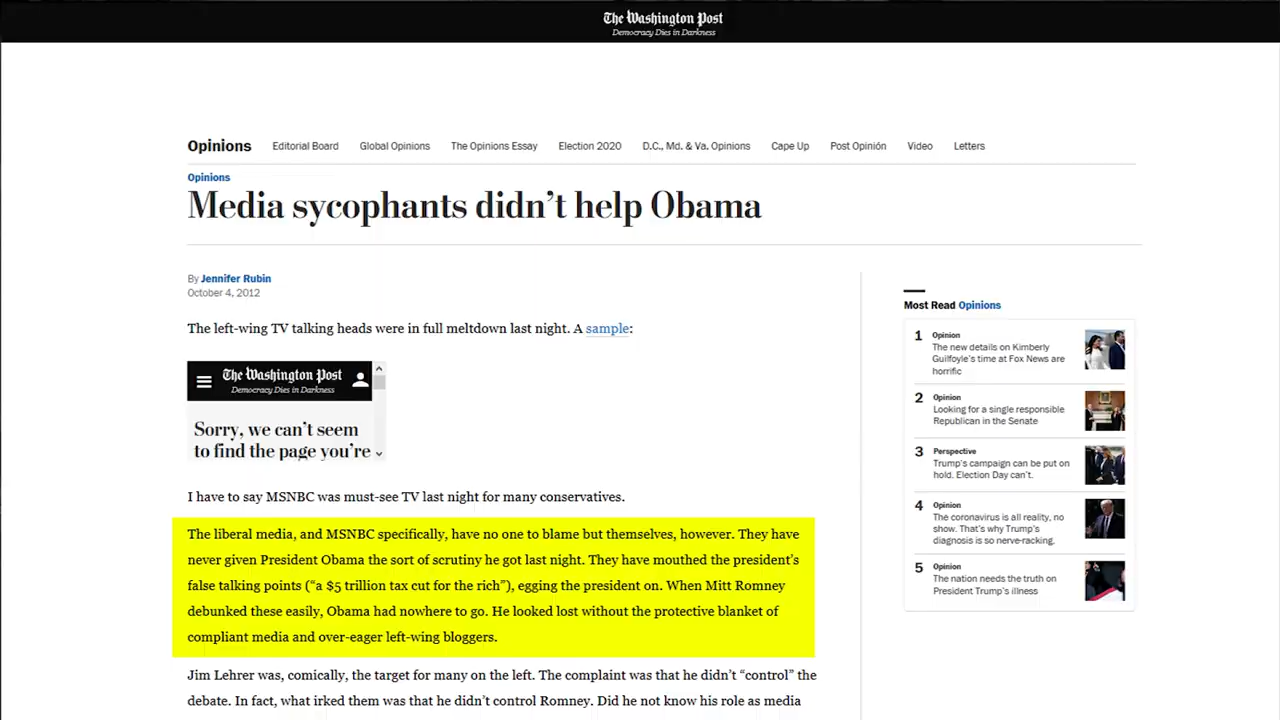 The Washington Post
Democracy Dies in Darkness
Opinions
Editorial Board
Global Opinions
The Opinions Essay
Election 2020
D.C., Md. & Va. Opinions
Cape Up
Post Opinión
Video
Letters
Opinions
Media sycophants didn't help Obama
By Jennifer Rubin
October 4, 2012
The left-wing TV talking heads were in full meltdown last night. A sample:
The Washington Post
Democracy Dies in Darkness
Sorry, we can't seem
to find the page you're
I have to say MSNBC was must-see TV last night for many conservatives.
The liberal media, and MSNBC specifically, have no one to blame but themselves, however. They have
never given President Obama the sort of scrutiny he got last night. They have mouthed the president's
false talking points (“a $5 trillion tax cut for the rich”), egging the president on. When Mitt Romney
debunked these easily, Obama had nowhere to go. He looked lost without the protective blanket of
compliant media and over-eager left-wing bloggers.
Jim Lehrer was, comically, the target for many on the left. The complaint was that he didn't “control” the
debate. In fact, what irked them was that he didn't control Romney. Did he not know his role as media
Most Read Opinions
1
Opinion
The new details on Kimberly
Guilfoyle's time at Fox News are
horrific
2
Opinion
Looking for a single responsible
Republican in the Senate
3
Perspective
Trump's campaign can be put on
hold. Election Day can't.
4
Opinion
The coronavirus is all reality, no
show. That's why Trump's
diagnosis is so nerve-racking.
5
Opinion
The nation needs the truth on
President Trump's illness